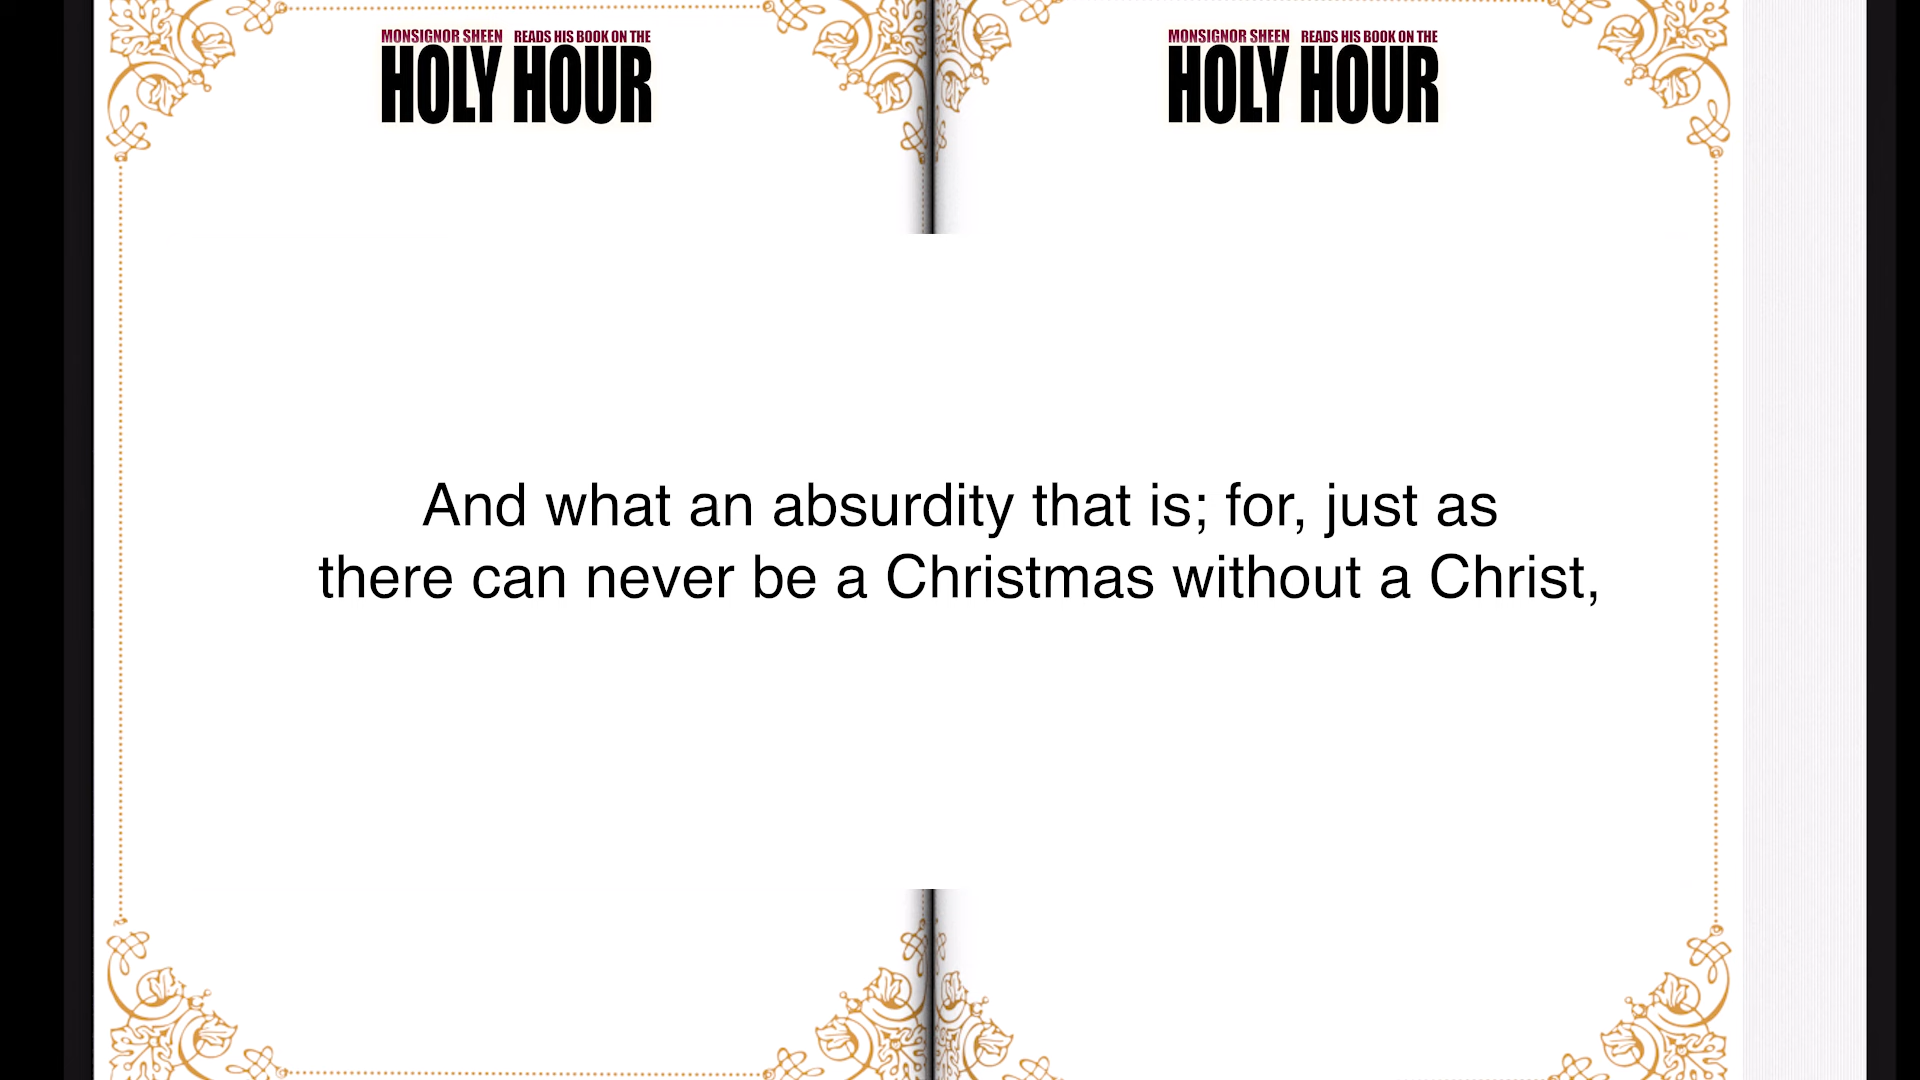 MONSIGNOR SHEEN READS HIS BOOK ON THE
HOLY HOUR
MONSIGNOR SHEEN READS HIS BOOK ON THE
HOLY HOUR
And what an absurdity that is; for, just as
there can never be a Christmas without a Christ,